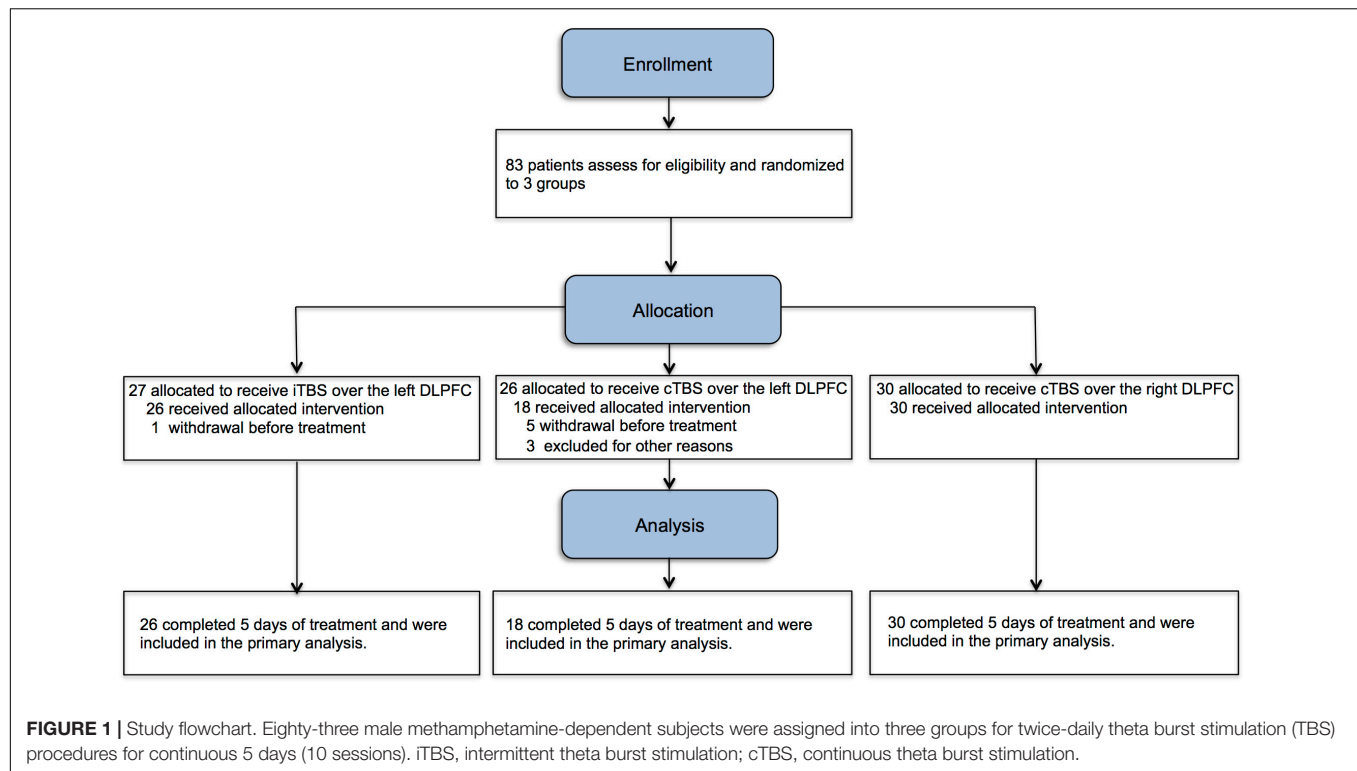 Enrollment
83 patients assess for eligibility and randomized
to 3 groups
Allocation
27 allocated to receive iTBS over the left DLPFC
26 received allocated intervention
1 withdrawal before treatment
26 allocated to receive cTBS over the left DLPFC
18 received allocated intervention
5 withdrawal before treatment
3 excluded for other reasons
30 allocated to receive cTBS over the right DLPFC
30 received allocated intervention
Analysis
26 completed 5 days of treatment and were
included in the primary analysis.
18 completed 5 days of treatment and were
included in the primary analysis.
30 completed 5 days of treatment and were
included in the primary analysis.
FIGURE 1 | Study flowchart. Eighty-three male methamphetamine-dependent subjects were assigned into three groups for twice-daily theta burst stimulation (TBS)
procedures for continuous 5 days (10 sessions). iTBS, intermittent theta burst stimulation; cTBS, continuous theta burst stimulation.